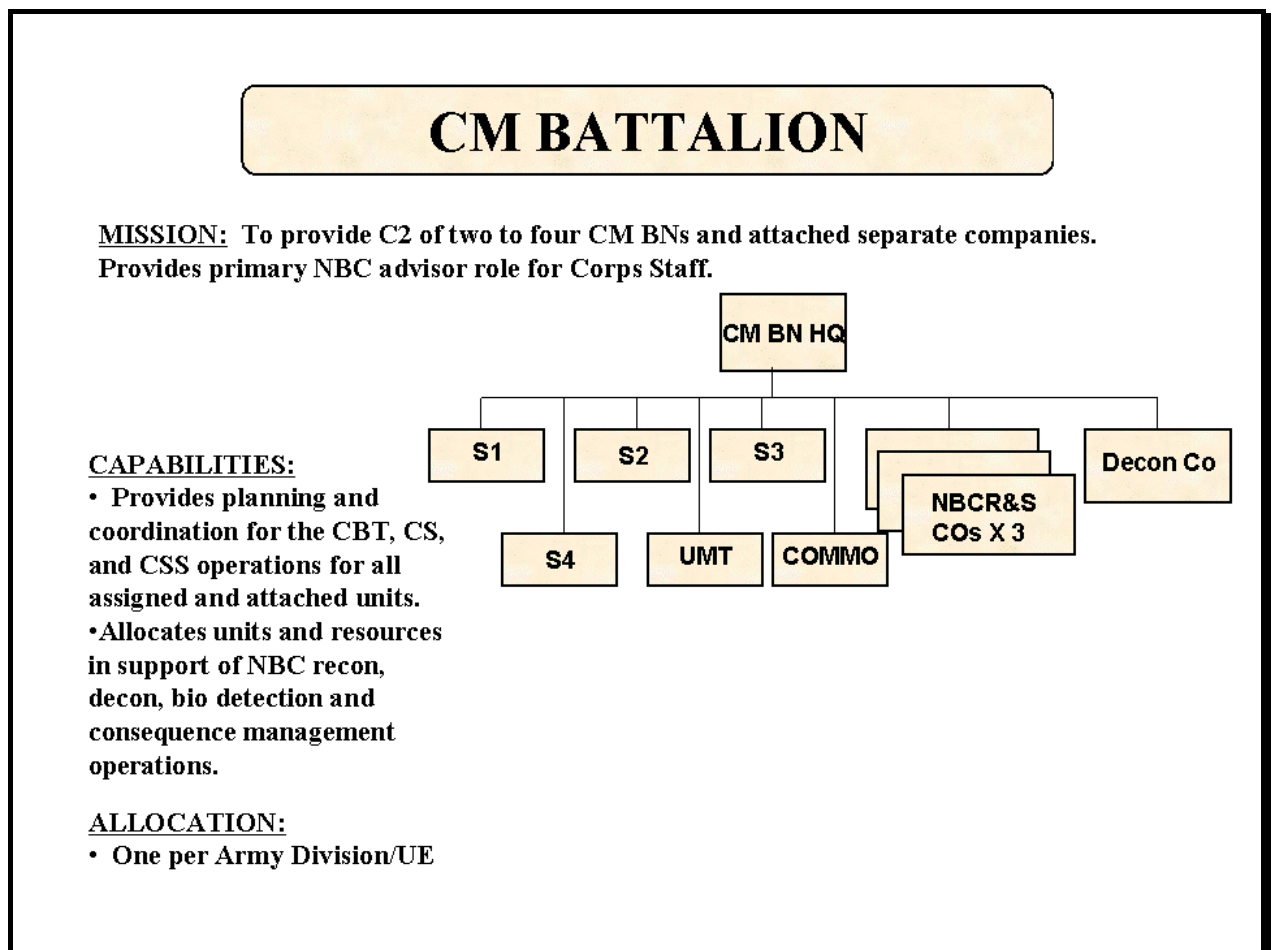 CM BATTALION
MISSION: To provide C2 of two to four CM BNs and attached separate companies.
Provides primary NBC advisor role for Corps Staff.
CM BN HQ
S1
S2
S3
NBCR&S
COs X 3
Decon Co
S4
UMT
COMMO
CAPABILITIES:
• Provides planning and
coordination for the CBT, CS,
and CSS operations for all
assigned and attached units.
•Allocates units and resources
in support of NBC recon,
decon, bio detection and
consequence management
operations.
ALLOCATION:
• One per Army Division/UE